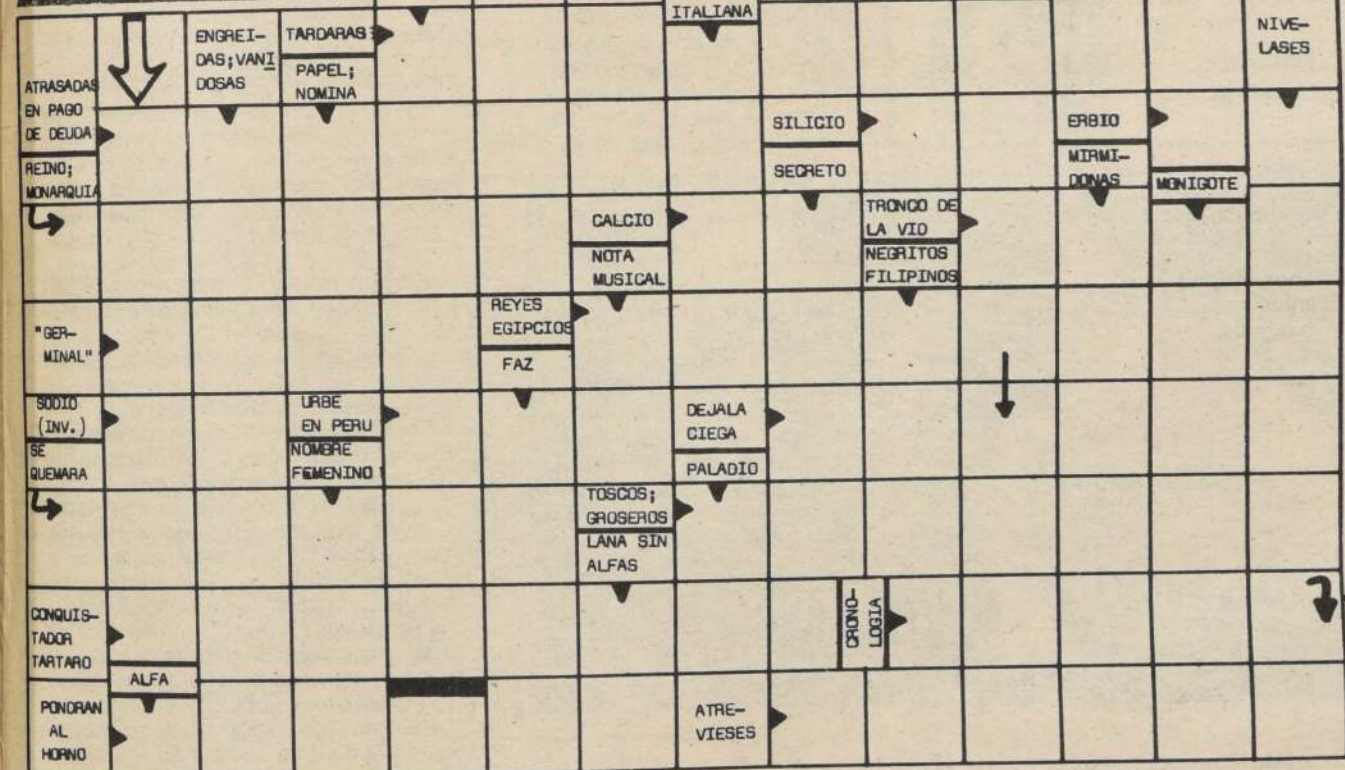 ITALIANA
ENGREI-
DAS; VANI
DOSAS
TARDARAS
PAPEL;
NOMINA
NIVE-
LASES
ATRASADAS
EN PAGO
DE DEUDA
REINO;
MONARQUIA
SILICIO
SECRETO
ERBIO
MIRMI-
DONAS
MONIGOTE
CALCIO
NOTA
MUSICAL
TRONCO DE
LA VID
NEGRITOS
FILIPINOS
"GER-
MINAL"
REYES
EGIPCIOS
FAZ
SODIO
(INV.)
SE
QUEMARA
URBE
EN PERU
NOMBRE
FEMENINO
DEJALA
CIEGA
PALADIO
TOSCOS;
GROSEROS
LANA SIN
ALFAS
CONQUIS-
TADOR
TARTARO
ALFA
CRONO-
LOGIA
PONDRAN
AL
HORNO
ATRE-
VIESES